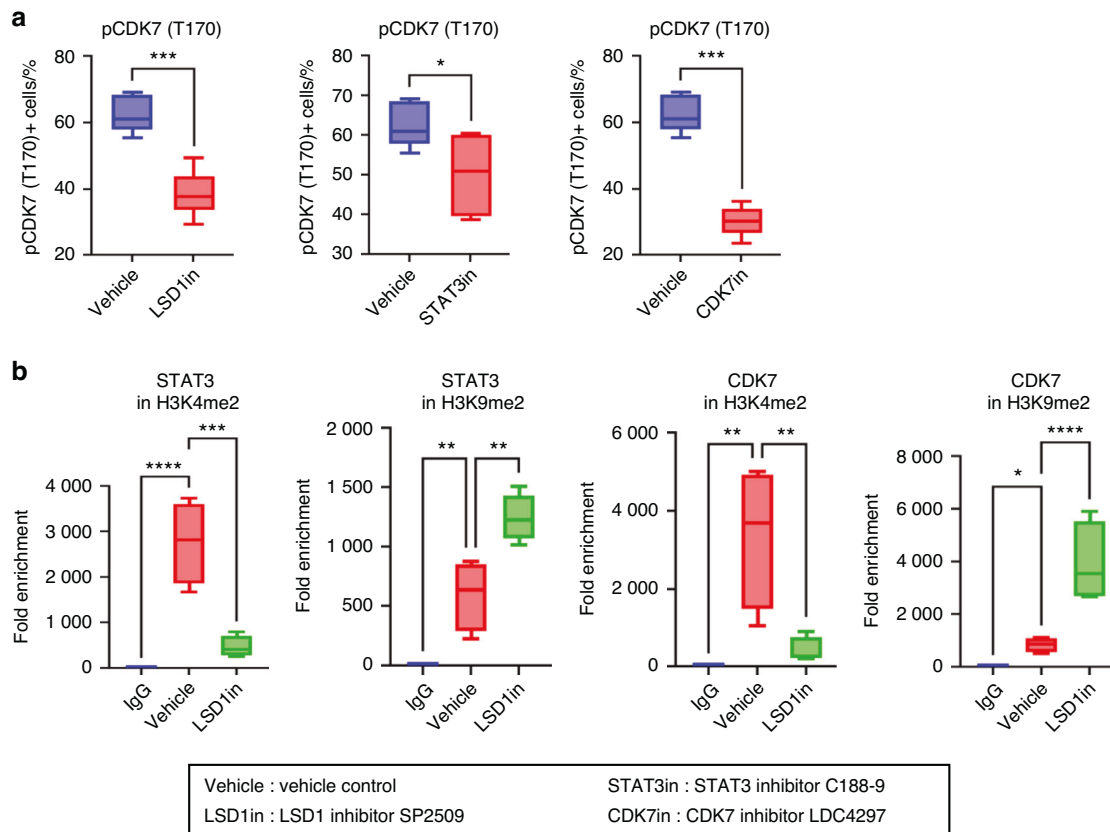 a
pCDK7 (T170)
pCDK7 (T170)+ cells/%
80
60
40
20
***
Vehicle
LSD1in
pCDK7 (T170)
pCDK7 (T170)+ cells/%
80
70
60
50
40
30
*
Vehicle
STAT3in
pCDK7 (T170)
pCDK7 (T170)+ cells/%
80
60
40
20
***
Vehicle
CDK7in
b
STAT3
in H3K4me2
Fold enrichment
4 000
3 000
2 000
1 000
0
****
***
IgG
Vehicle
LSD1in
STAT3
in H3K9me2
Fold enrichment
2 000
1 500
1 000
500
0
**
**
IgG
Vehicle
LSD1in
CDK7
in H3K4me2
Fold enrichment
6 000
4 000
2 000
0
**
**
IgG
Vehicle
LSD1in
CDK7
in H3K9me2
Fold enrichment
8 000
6 000
4 000
2 000
0
*
****
IgG
Vehicle
LSD1in
Vehicle : vehicle control
STAT3in : STAT3 inhibitor C188-9
LSD1in : LSD1 inhibitor SP2509
CDK7in : CDK7 inhibitor LDC4297